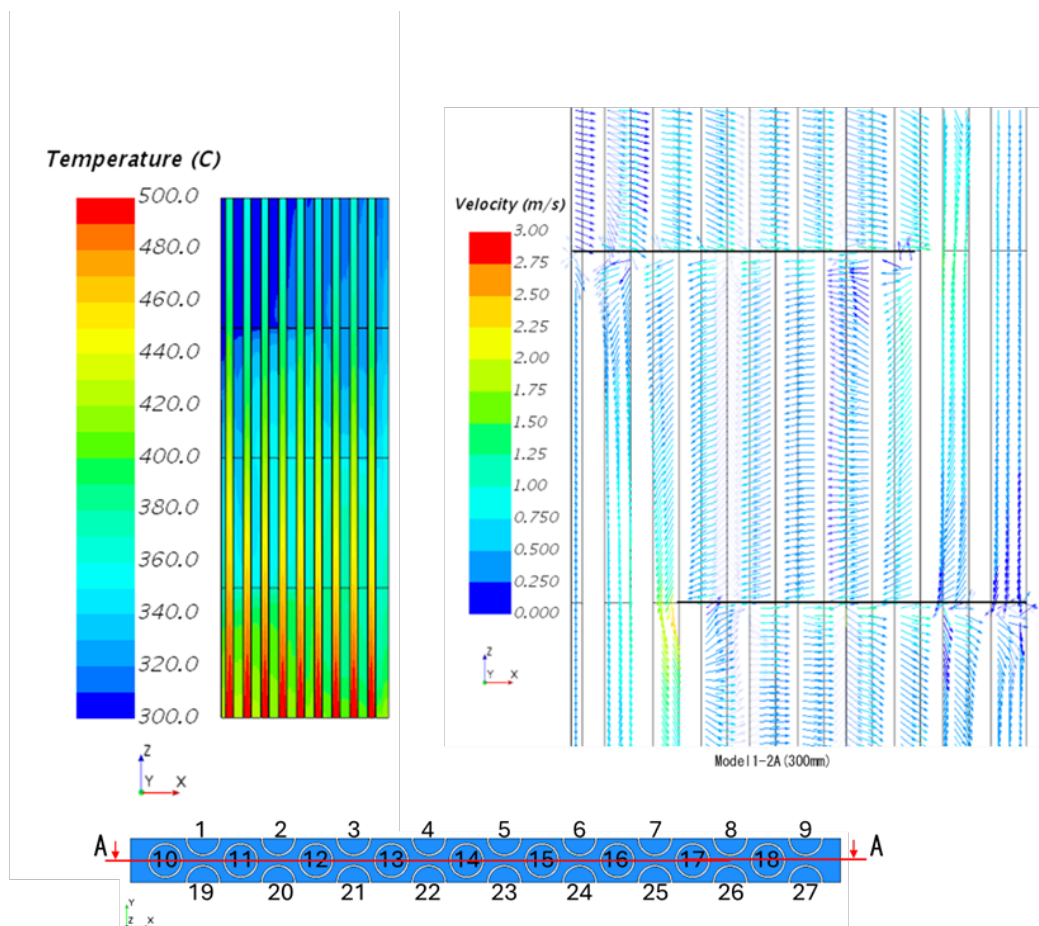 Temperature (C)
500.0
480.0
460.0
440.0
420.0
400.0
380.0
360.0
340.0
320.0
300.0
Z
Y X
Velocity (m/s)
3.00
2.75
2.50
2.25
2.00
1.75
1.50
1.25
1.00
0.750
0.500
0.250
0.000
Z
Y X
Model1-2A(300mm)
1 2 3 4 5 6 7 8 9
A 10 11 12 13 14 15 16 17 18 A
19 20 21 22 23 24 25 26 27
Y
Z X